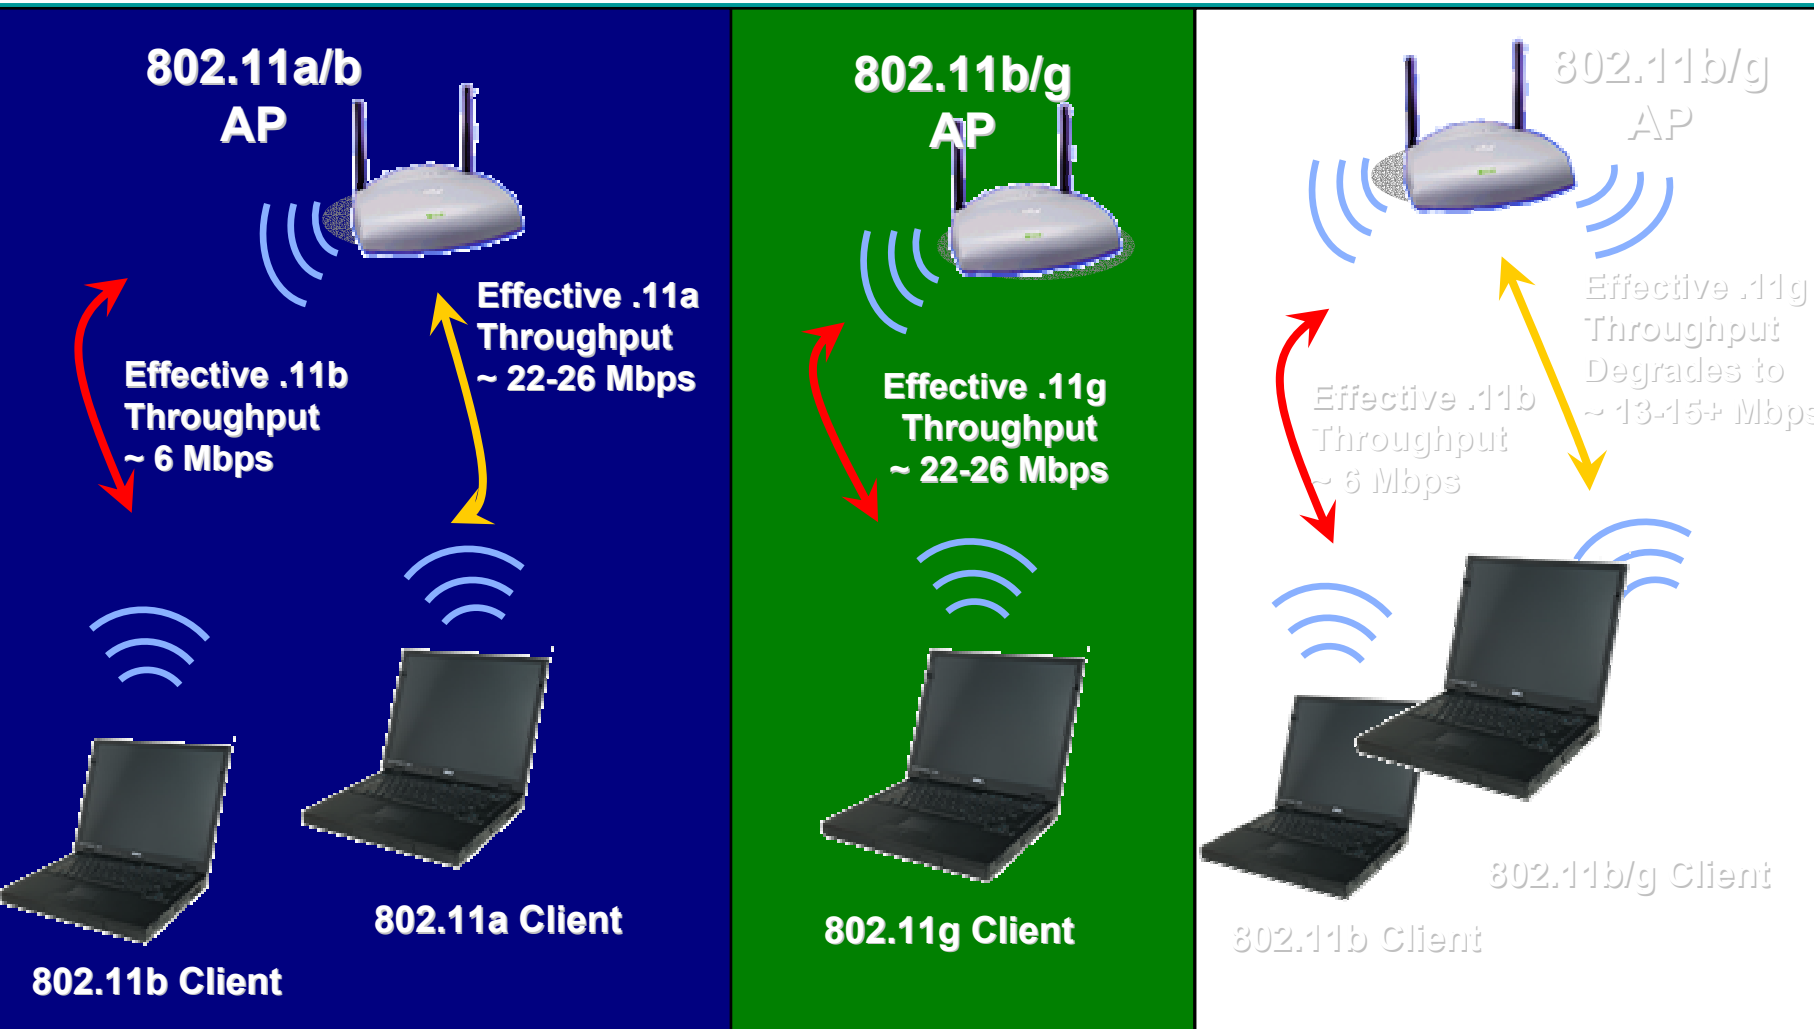 802.11a/b
AP
Effective .11a
Throughput
~ 22-26 Mbps
Effective .11b
Throughput
~ 6 Mbps
802.11a Client
802.11b Client
802.11b/g
AP
Effective .11g
Throughput
~ 22-26 Mbps
802.11g Client
802.11b/g
AP
Effective .11g
Throughput
Degrades to
~ 13-15+ Mbps
Effective .11b
Throughput
~ 6 Mbps
802.11b/g Client
802.11b Client